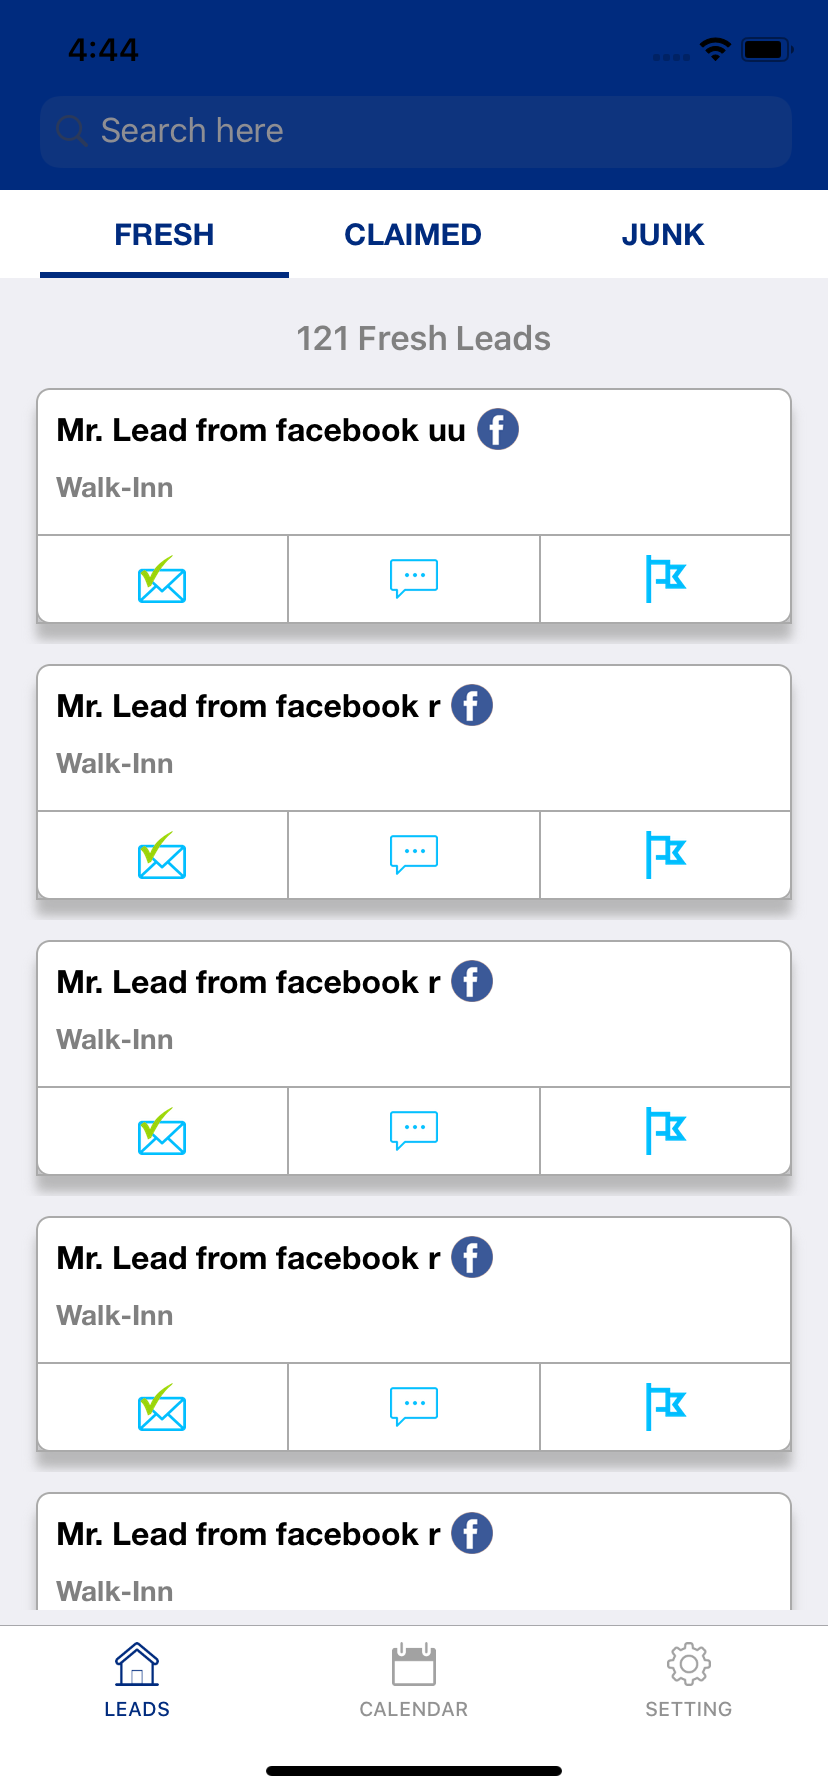 4:44
Search here
FRESH CLAIMED JUNK
121 Fresh Leads
Mr. Lead from facebook uu
Walk-Inn
Mr. Lead from facebook r
Walk-Inn
Mr. Lead from facebook r
Walk-Inn
Mr. Lead from facebook r
Walk-Inn
Mr. Lead from facebook r
Walk-Inn
LEADS CALENDAR SETTING